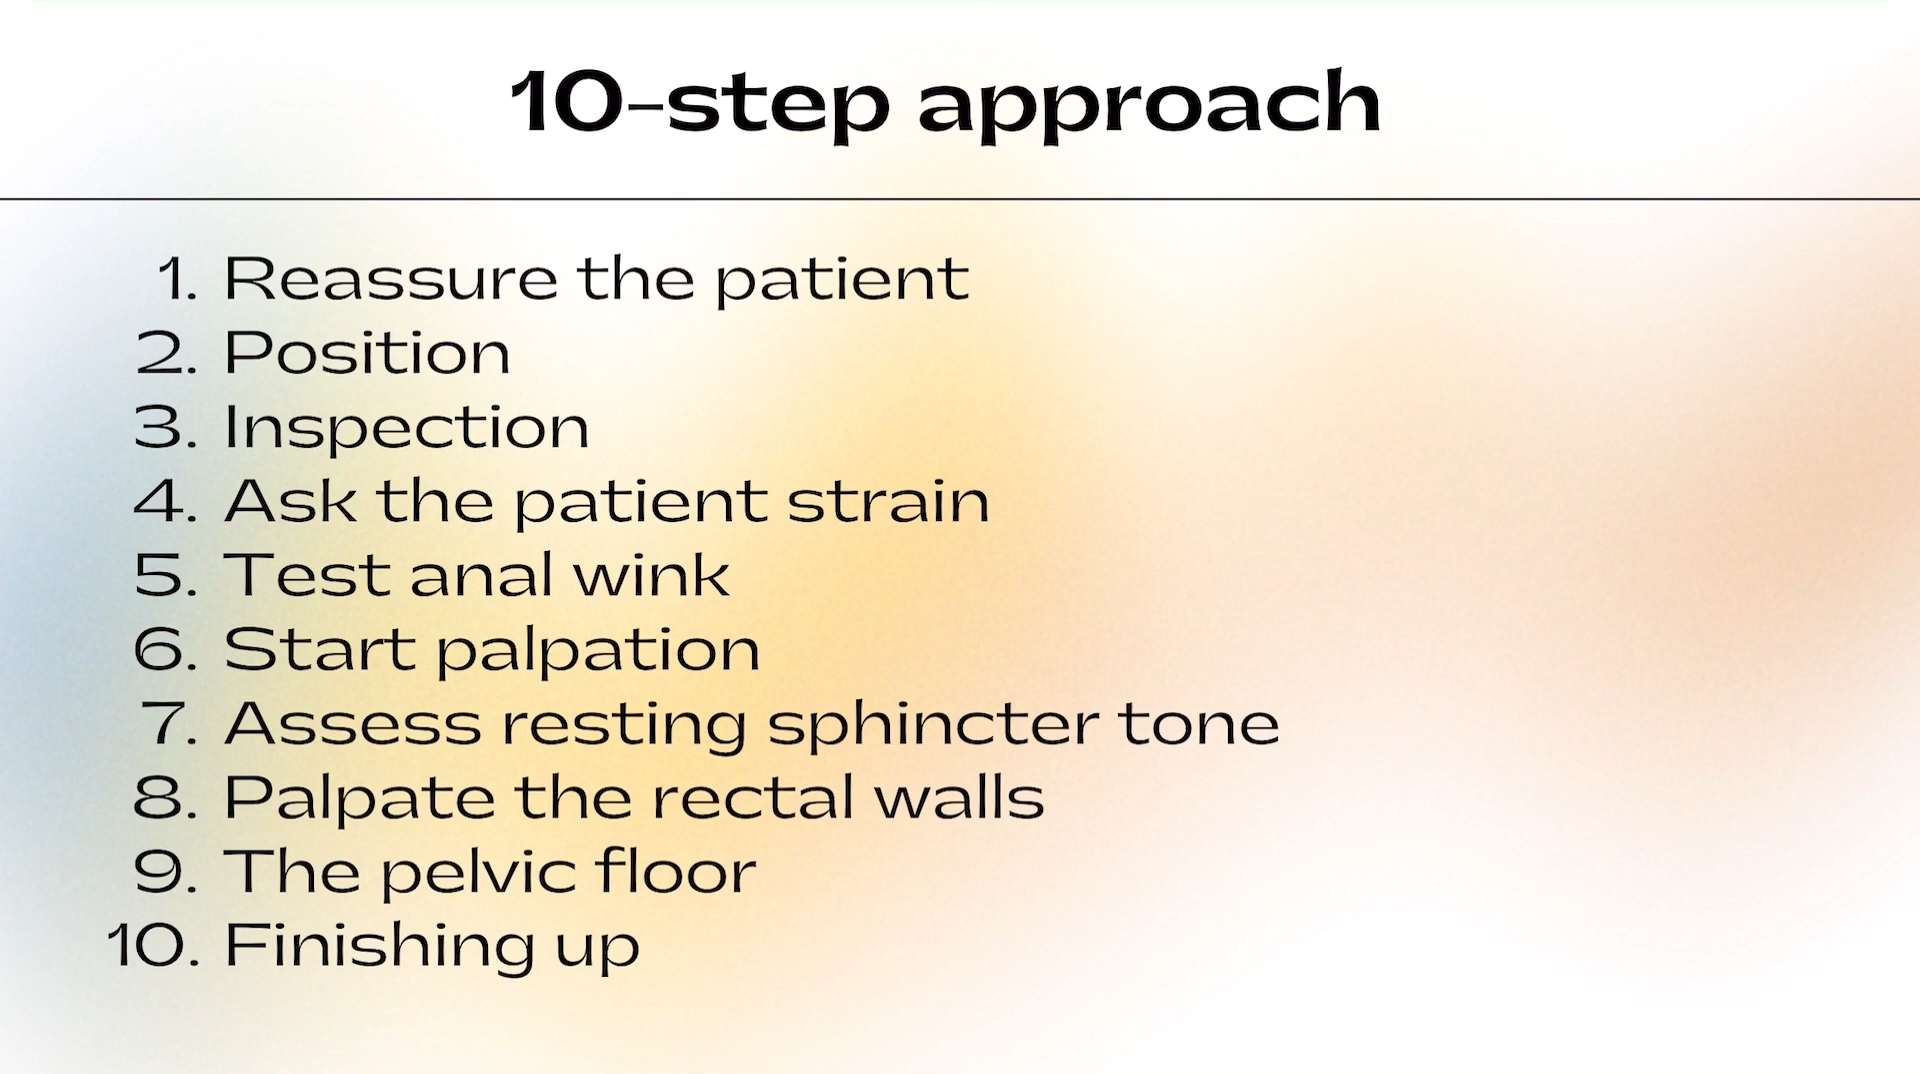 10-step approach
1. Reassure the patient
2. Position
3. Inspection
4. Ask the patient strain
5. Test anal wink
6. Start palpation
7. Assess resting sphincter tone
8. Palpate the rectal walls
9. The pelvic floor
10. Finishing up